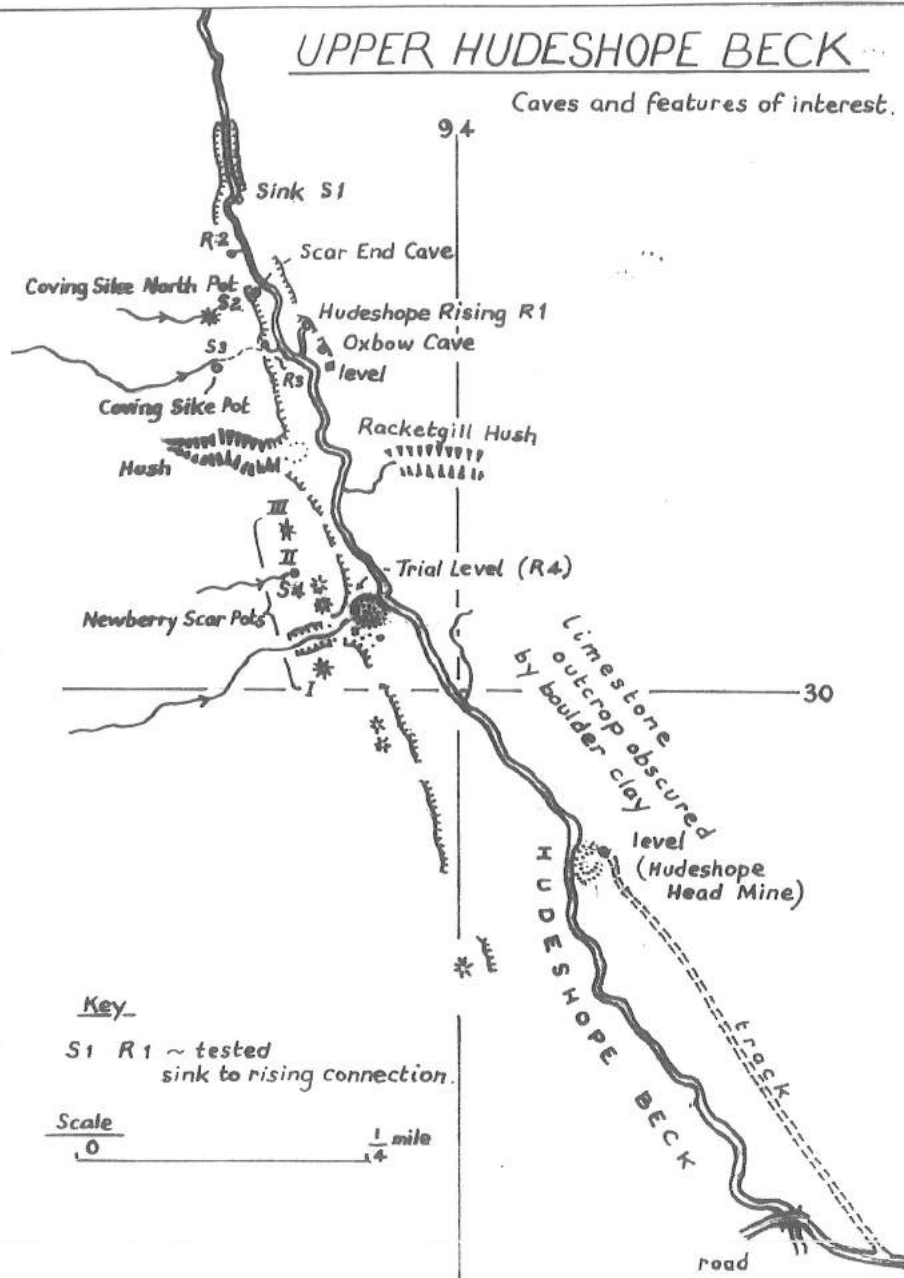 UPPER HUDESHOPE BECK
Caves and features of interest.
94
Sink S1
R2
Scar End Cave
Coving Sike North Pot
S2
Hudeshope Rising R1
Oxbow Cave
S3
level
R3
Coving Sike Pot
Racketgill Hush
Hush
III
II
Trial Level (R4)
S4
Newberry Scar Pots
I
30
limestone
outcrop obscured
by boulder clay
level
(Hudeshope
Head Mine)
HUDESHOPE BECK
track
Key
S1 R1 ~ tested
sink to rising connection.
Scale
0 1/4 mile
road